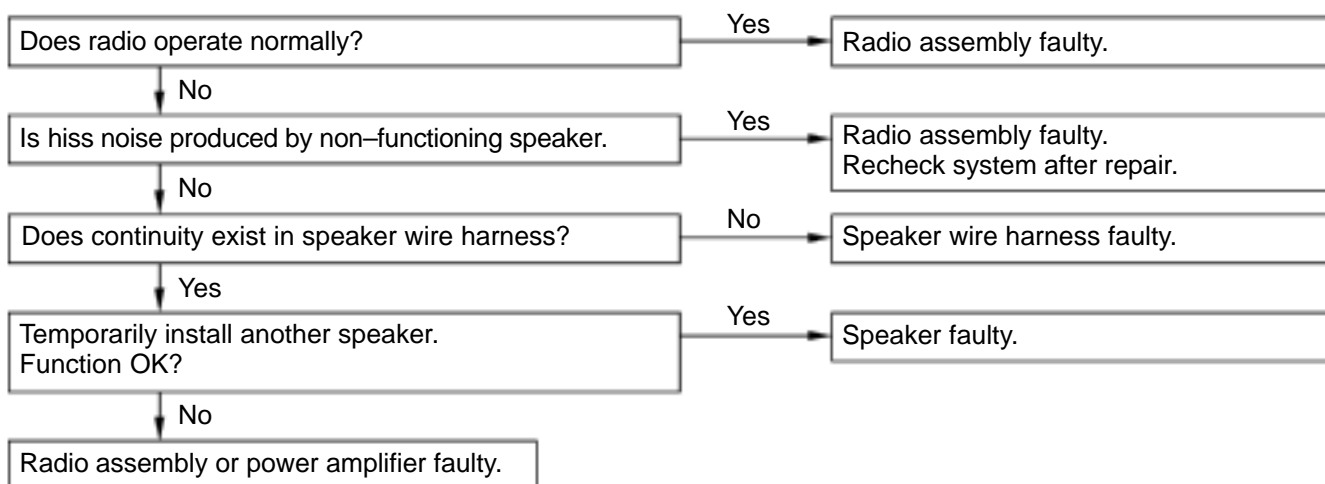 Does radio operate normally?
Yes
Radio assembly faulty.
No
Is hiss noise produced by non–functioning speaker.
Yes
Radio assembly faulty.
Recheck system after repair.
No
Does continuity exist in speaker wire harness?
No
Speaker wire harness faulty.
Yes
Temporarily install another speaker.
Function OK?
Yes
Speaker faulty.
No
Radio assembly or power amplifier faulty.